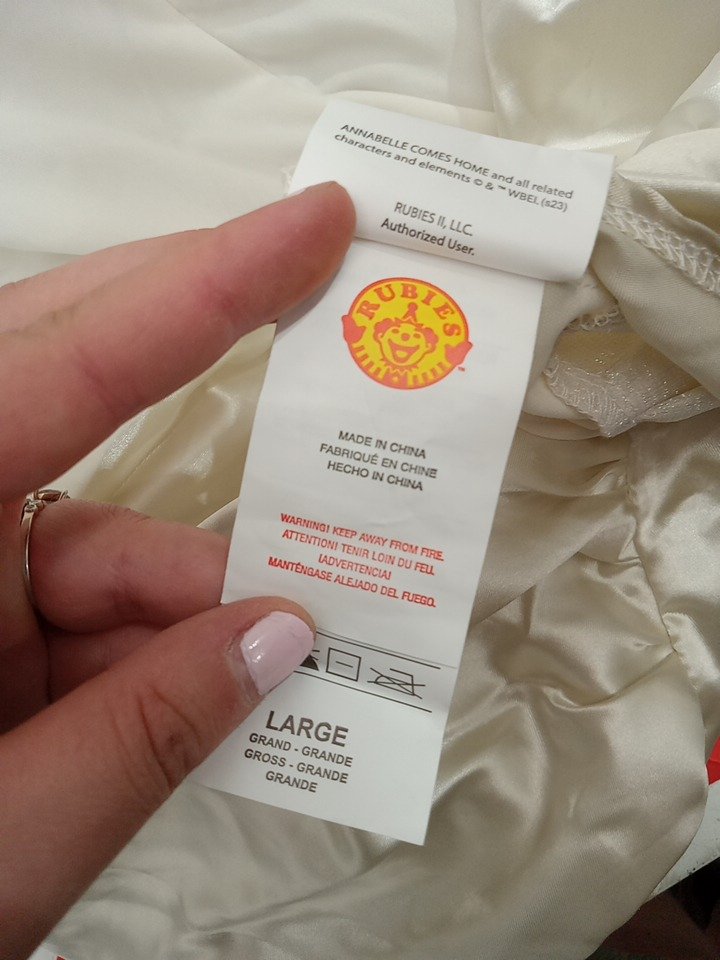 ANNABELLE COMES HOME and all related
characters and elements © & ™ WBEI. (s23)
RUBIES II, LLC.
Authorized User.
RUBIES
™
MADE IN CHINA
FABRIQUÉ EN CHINE
HECHO EN CHINA
WARNING! KEEP AWAY FROM FIRE.
ATTENTION! TENIR LOIN DU FEU.
¡ADVERTENCIA!
MANTÉNGASE ALEJADO DEL FUEGO.
LARGE
GRAND - GRANDE
GROSS - GRANDE
GRANDE